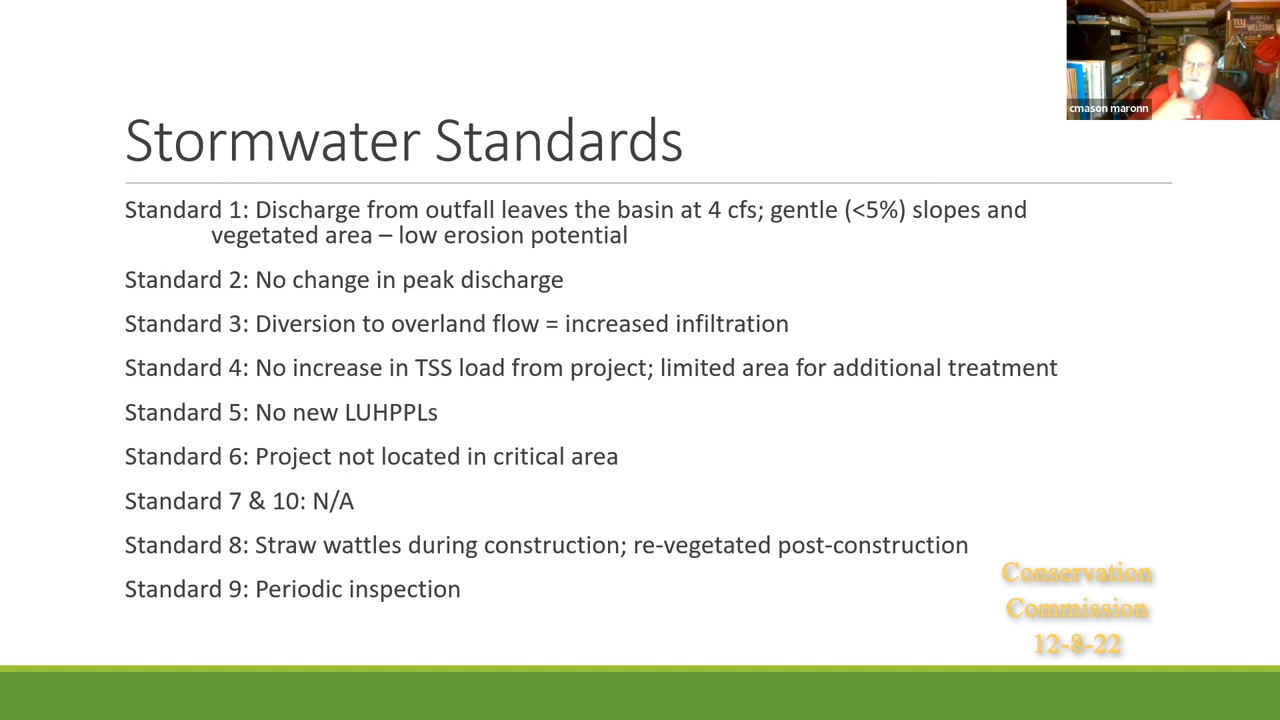 WELCOME
cmason maronn
Stormwater Standards
Standard 1: Discharge from outfall leaves the basin at 4 cfs; gentle (<5%) slopes and
vegetated area – low erosion potential
Standard 2: No change in peak discharge
Standard 3: Diversion to overland flow = increased infiltration
Standard 4: No increase in TSS load from project; limited area for additional treatment
Standard 5: No new LUHPPLs
Standard 6: Project not located in critical area
Standard 7 & 10: N/A
Standard 8: Straw wattles during construction; re-vegetated post-construction
Standard 9: Periodic inspection
Conservation
Commission
12-8-22